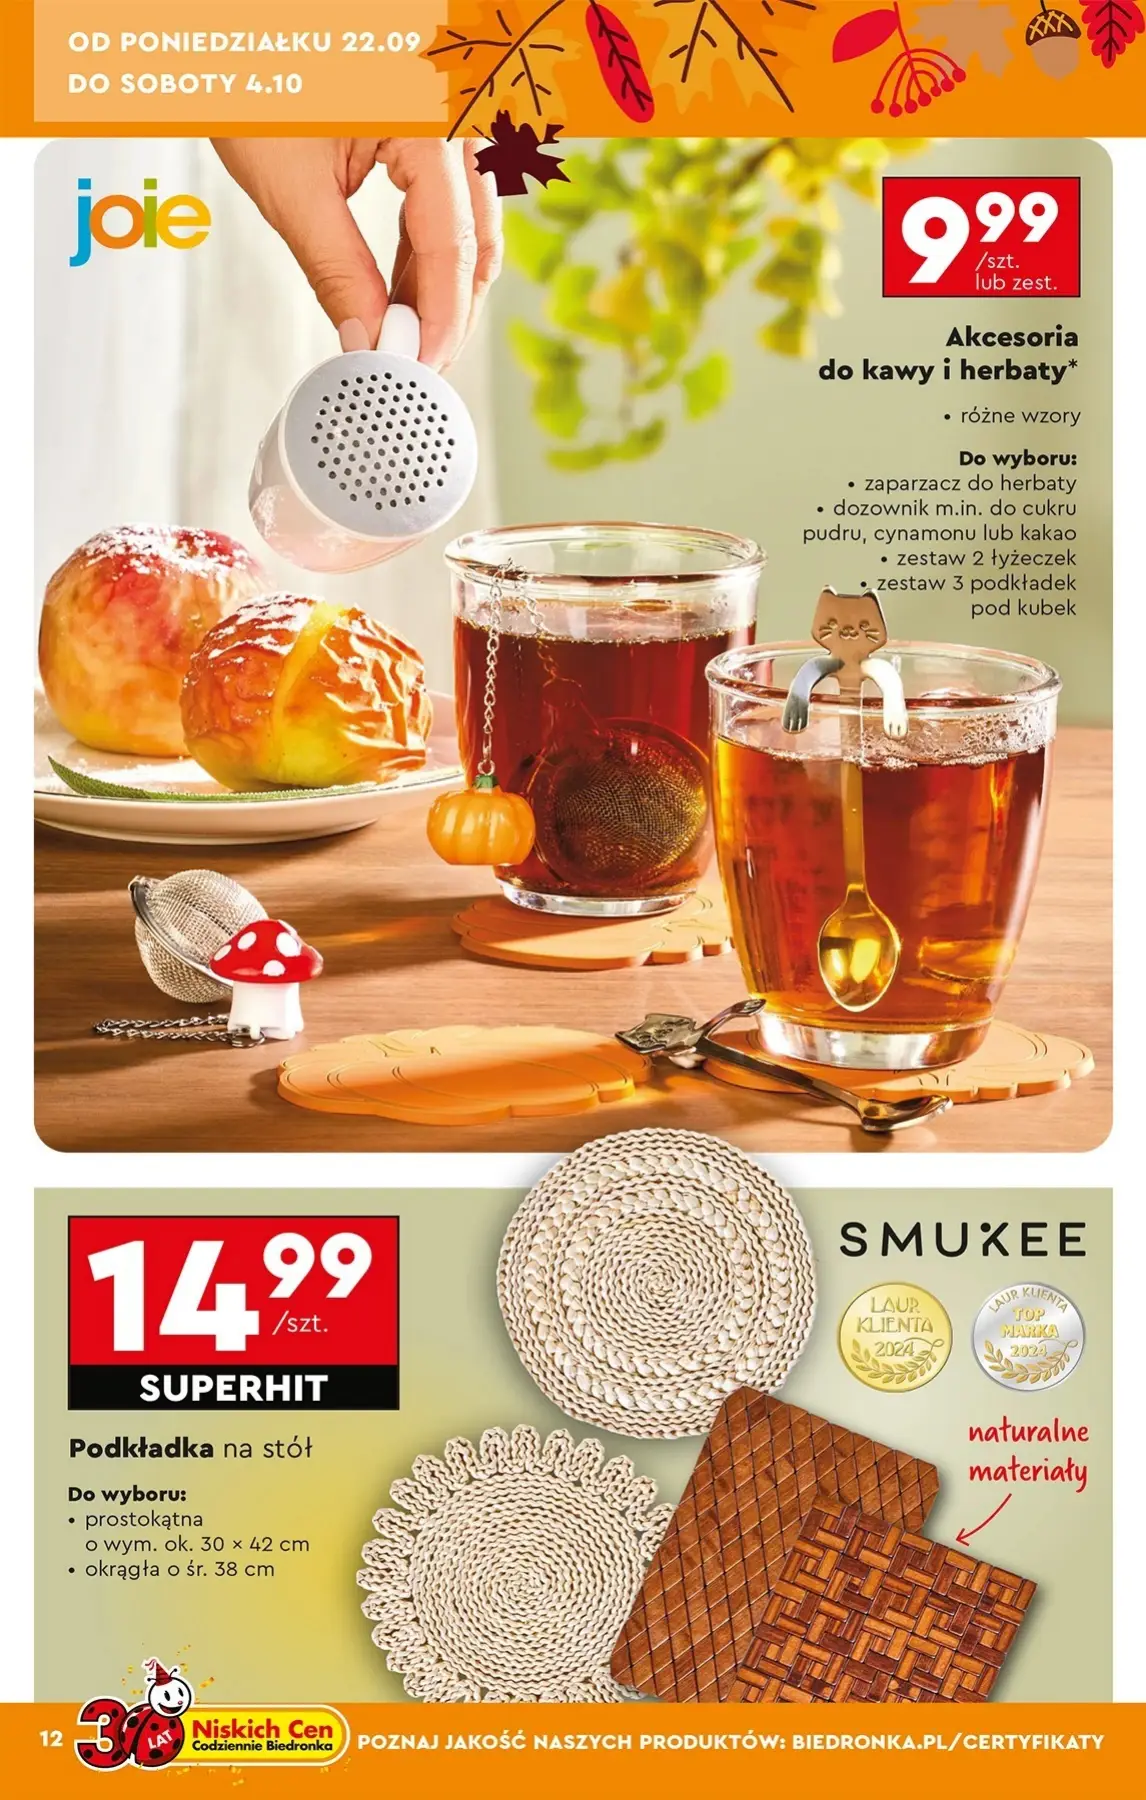 OD PONIEDZIAŁKU 22.09
DO SOBOTY 4.10
joie
9 99
/szt.
lub zest.
Akcesoria
do kawy i herbaty*
• różne wzory
Do wyboru:
• zaparzacz do herbaty
• dozownik m.in. do cukru
pudru, cynamonu lub kakao
• zestaw 2 łyżeczek
• zestaw 3 podkładek
pod kubek
14 99
/szt.
SUPERHIT
Podkładka na stół
Do wyboru:
• prostokątna
o wym. ok. 30 × 42 cm
• okrągła o śr. 38 cm
SMUKEE
LAUR
KLIENTA
2024
LAUR KLIENTA
TOP
MARKA
2024
naturalne
materiały
12
30
LAT
Niskich Cen
Codziennie Biedronka
POZNAJ JAKOŚĆ NASZYCH PRODUKTÓW: BIEDRONKA.PL/CERTYFIKATY